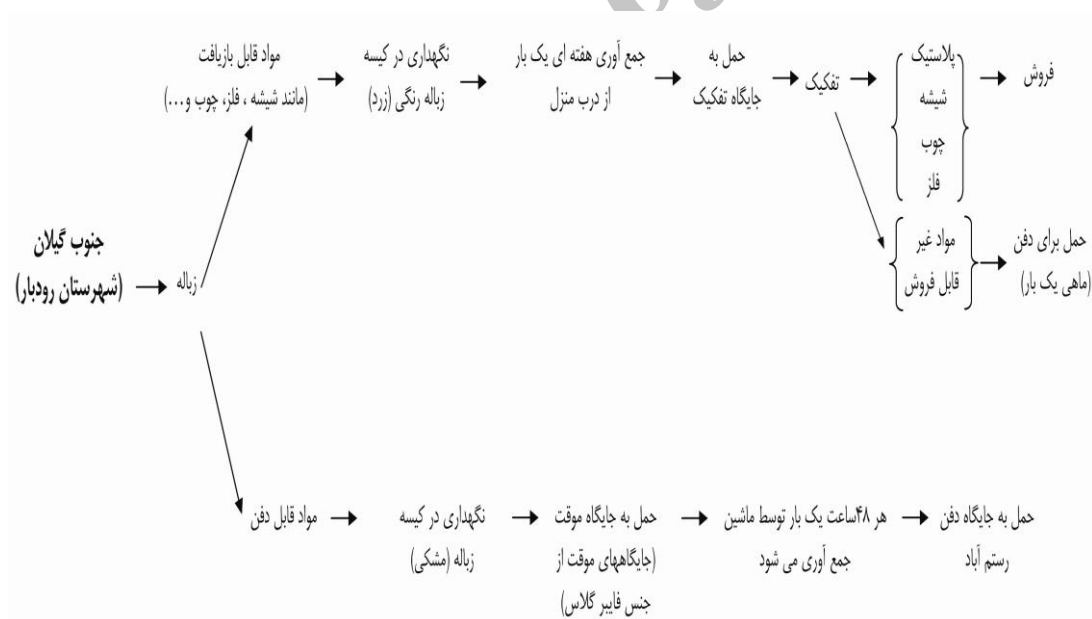 مواد قابل بازیافت
(مانند شیشه ، فلز، چوب و...)
نگهداری در کیسه
زباله رنگی (زرد)
جمع آوری هفته ای یک بار
از درب منزل
حمل به
جایگاه تفکیک
تفکیک
پلاستیک
شیشه
چوب
فلز
فروش
مواد غیر
قابل فروش
حمل برای دفن
(ماهی یک بار)
جنوب گیلان
(شهرستان رودبار)
زباله
مواد قابل دفن
نگهداری در کیسه
زباله (مشکی)
حمل به جایگاه موقت
(جایگاههای موقت از
جنس فایبر گلاس)
هر ۴۸ساعت یک بار توسط ماشین
جمع آوری می شود
حمل به جایگاه دفن
رستم آباد